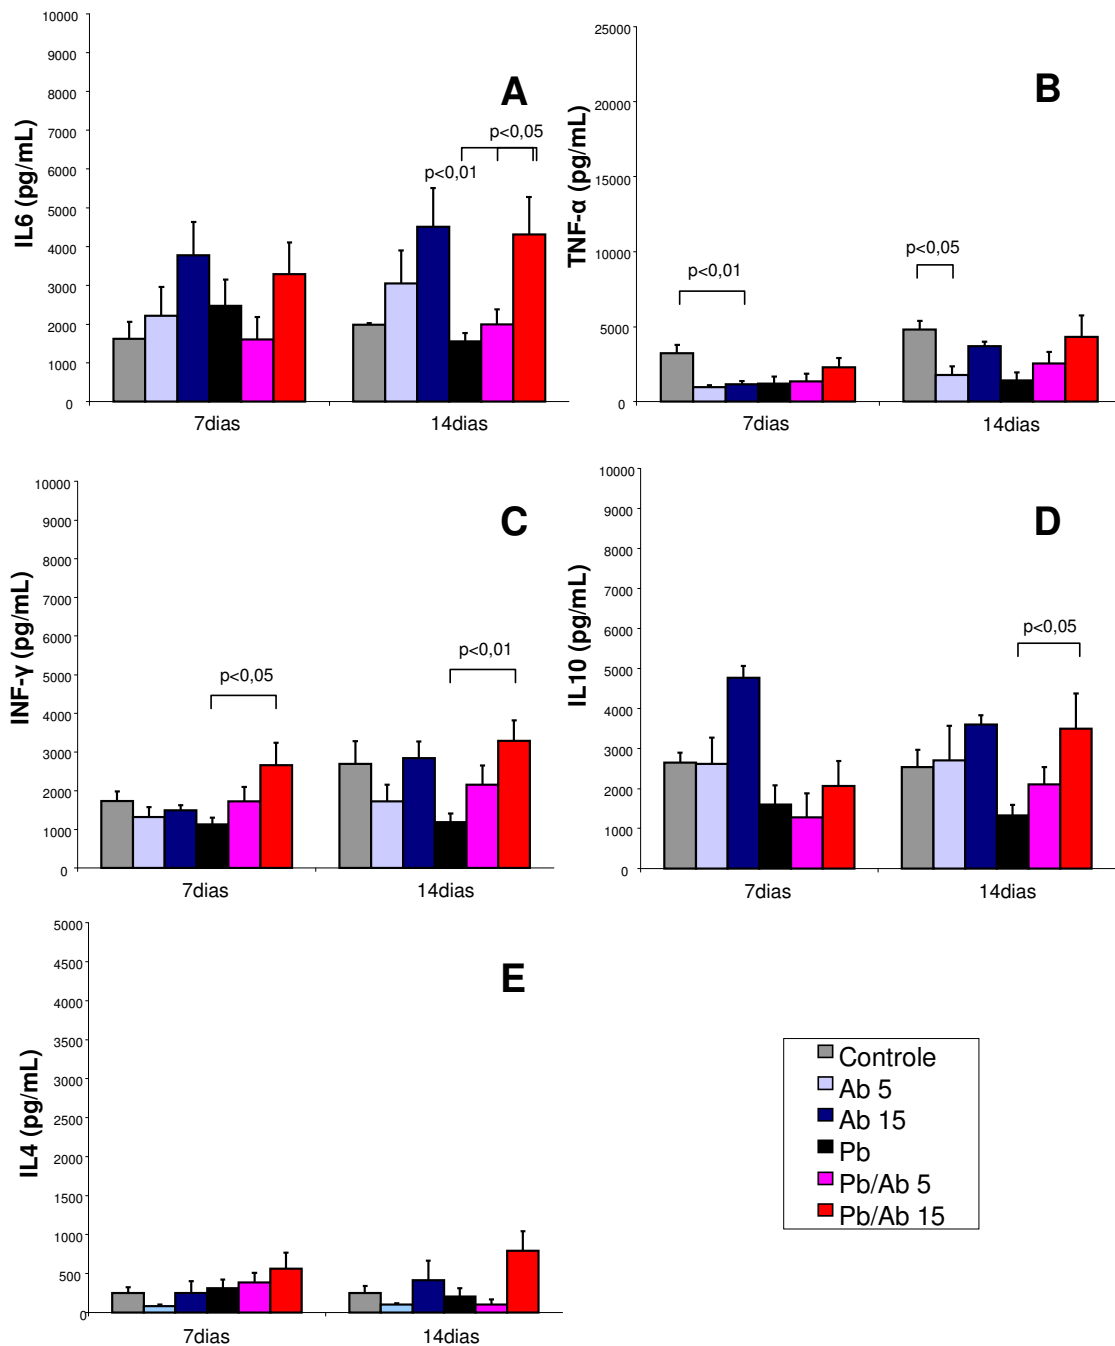 A
IL6 (pg/mL)
10000
9000
8000
7000
6000
5000
4000
3000
2000
1000
0
p<0,05
p<0,01
7dias
14dias
B
TNF-α (pg/mL)
25000
20000
15000
10000
5000
0
p<0,01
p<0,05
7dias
14dias
C
INF-γ (pg/mL)
10000
9000
8000
7000
6000
5000
4000
3000
2000
1000
0
p<0,05
p<0,01
7dias
14dias
D
IL10 (pg/mL)
10000
9000
8000
7000
6000
5000
4000
3000
2000
1000
0
p<0,05
7dias
14dias
E
IL4 (pg/mL)
5000
4500
4000
3500
3000
2500
2000
1500
1000
500
0
7dias
14dias
Controle
Ab 5
Ab 15
Pb
Pb/Ab 5
Pb/Ab 15